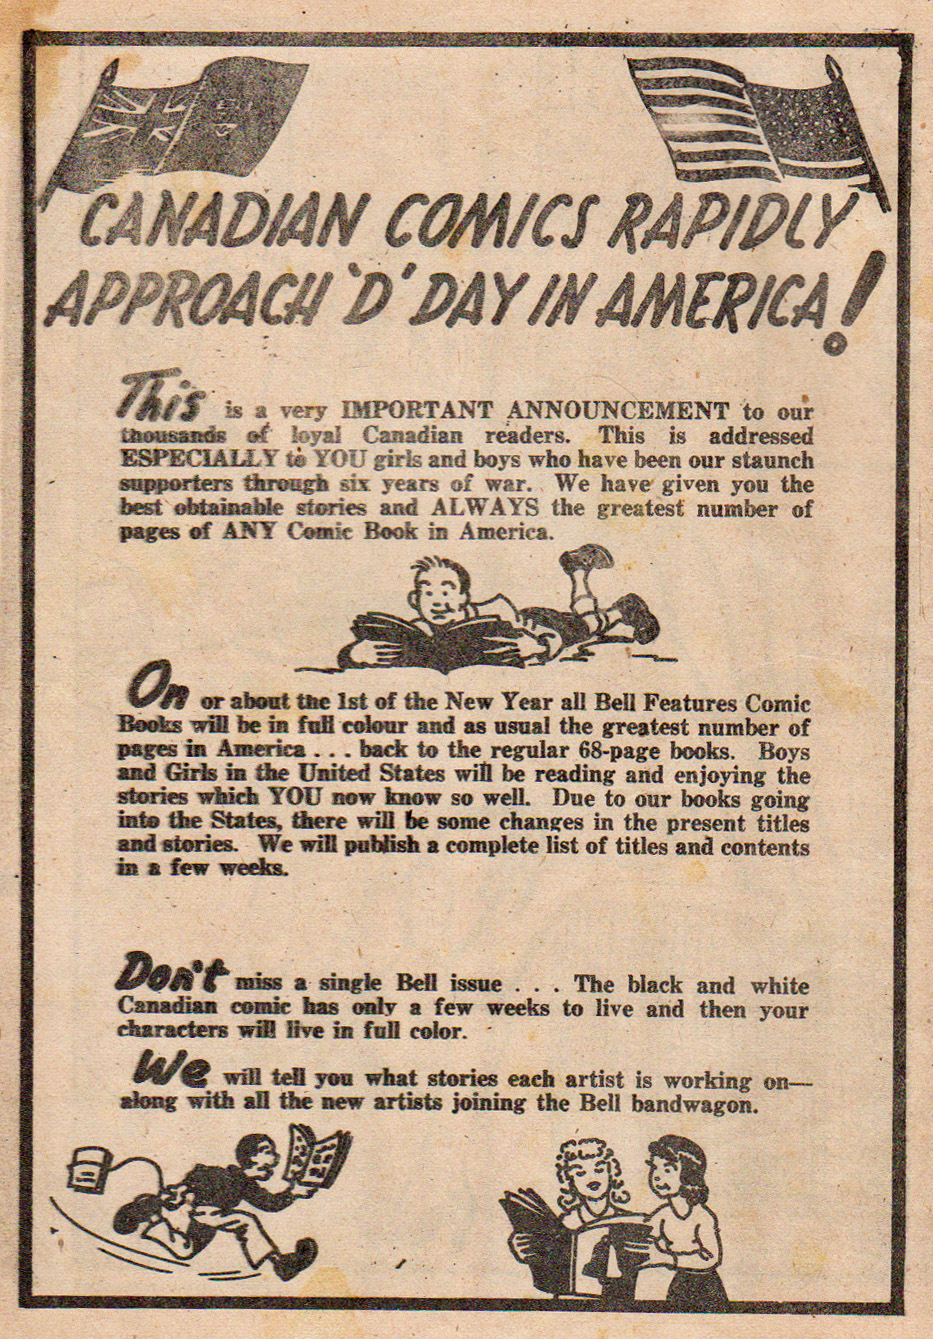 CANADIAN COMICS RAPIDLY
APPROACH 'D' DAY IN AMERICA!
This is a very IMPORTANT ANNOUNCEMENT to our
thousands of loyal Canadian readers. This is addressed
ESPECIALLY to YOU girls and boys who have been our staunch
supporters through six years of war. We have given you the
best obtainable stories and ALWAYS the greatest number of
pages of ANY Comic Book in America.
On or about the 1st of the New Year all Bell Features Comic
Books will be in full colour and as usual the greatest number of
pages in America . . . back to the regular 68-page books. Boys
and Girls in the United States will be reading and enjoying the
stories which YOU now know so well. Due to our books going
into the States, there will be some changes in the present titles
and stories. We will publish a complete list of titles and contents
in a few weeks.
Don't miss a single Bell issue . . . The black and white
Canadian comic has only a few weeks to live and then your
characters will live in full color.
We will tell you what stories each artist is working on—
along with all the new artists joining the Bell bandwagon.